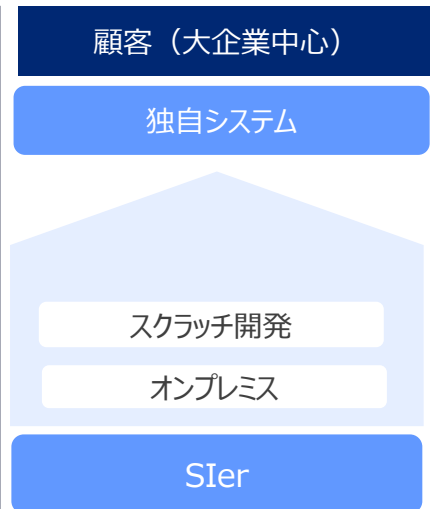 顧客（大企業中心）
独自システム
スクラッチ開発
オンプレミス
SIer